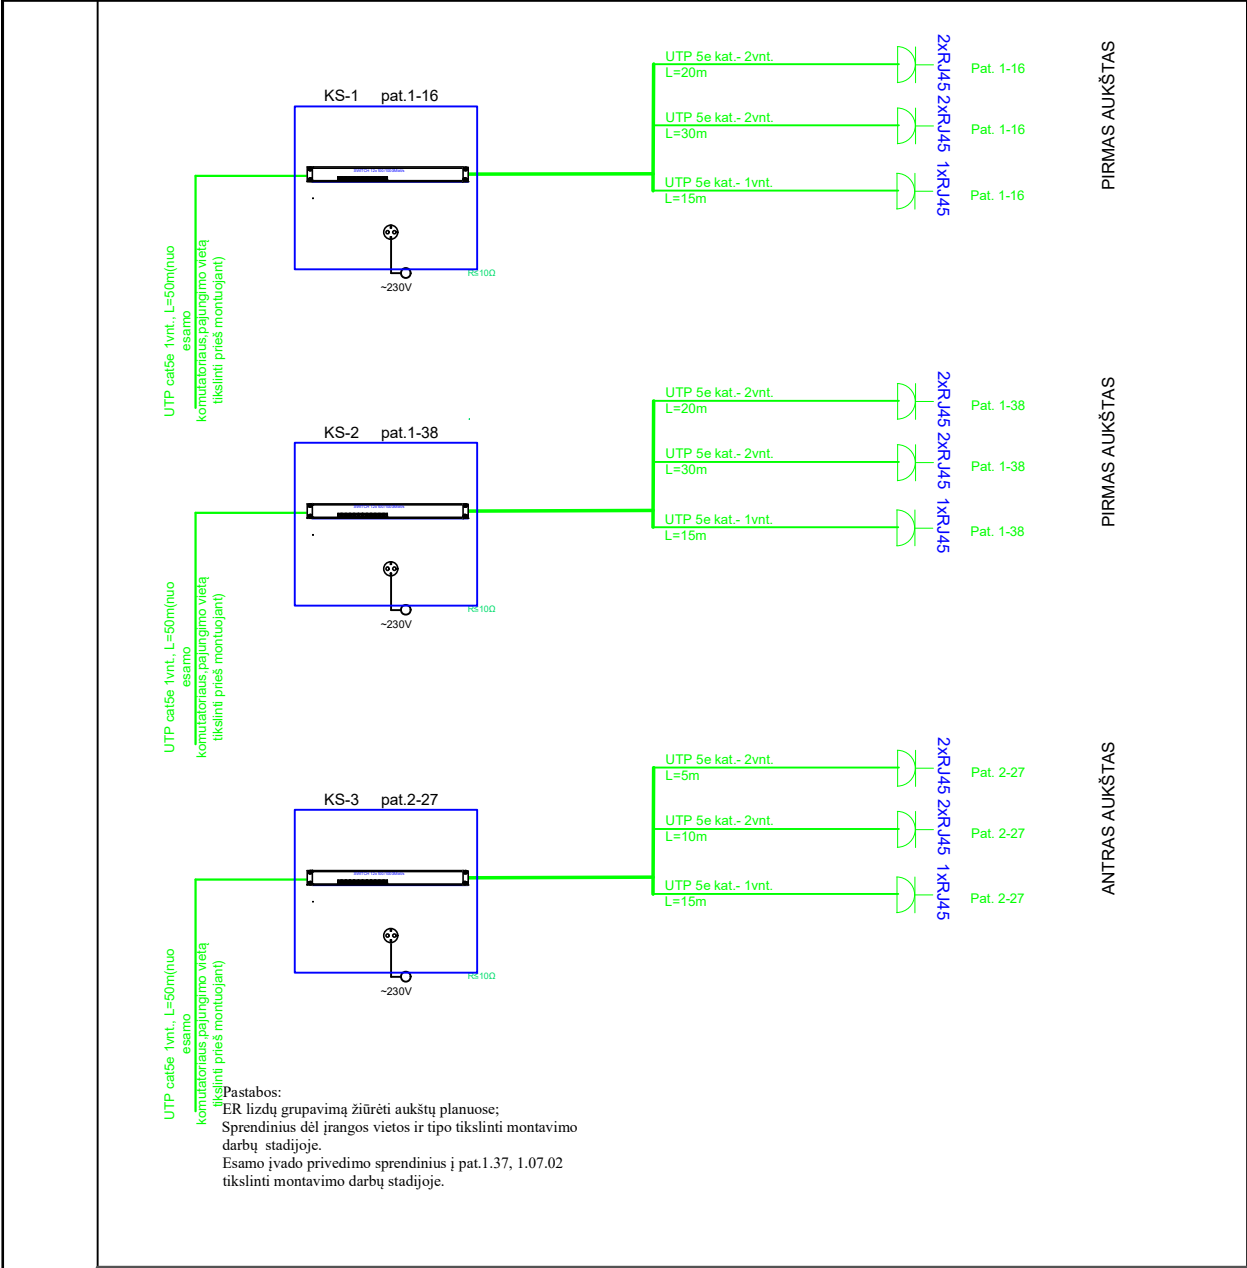 KS-1 pat.1-16
~230V
R≤10Ω
UTP cat5e 1vnt., L=50m(nuo
esamo
komutatoriaus,pajungimo vietą
tikslinti prieš montuojant)
UTP 5e kat.- 2vnt.
L=20m
2xRJ45
Pat. 1-16
UTP 5e kat.- 2vnt.
L=30m
2xRJ45
Pat. 1-16
UTP 5e kat.- 1vnt.
L=15m
1xRJ45
Pat. 1-16
PIRMAS AUKŠTAS
KS-2 pat.1-38
~230V
R≤10Ω
UTP cat5e 1vnt., L=50m(nuo
esamo
komutatoriaus,pajungimo vietą
tikslinti prieš montuojant)
UTP 5e kat.- 2vnt.
L=20m
2xRJ45
Pat. 1-38
UTP 5e kat.- 2vnt.
L=30m
2xRJ45
Pat. 1-38
UTP 5e kat.- 1vnt.
L=15m
1xRJ45
Pat. 1-38
PIRMAS AUKŠTAS
KS-3 pat.2-27
~230V
R≤10Ω
UTP cat5e 1vnt., L=50m(nuo
esamo
komutatoriaus,pajungimo vietą
tikslinti prieš montuojant)
UTP 5e kat.- 2vnt.
L=5m
2xRJ45
Pat. 2-27
UTP 5e kat.- 2vnt.
L=10m
2xRJ45
Pat. 2-27
UTP 5e kat.- 1vnt.
L=15m
1xRJ45
Pat. 2-27
ANTRAS AUKŠTAS
Pastabos:
ER lizdų grupavimą žiūrėti aukštų planuose;
Sprendinius dėl įrangos vietos ir tipo tikslinti montavimo
darbų stadijoje.
Esamo įvado privedimo sprendinius į pat.1.37, 1.07.02
tikslinti montavimo darbų stadijoje.